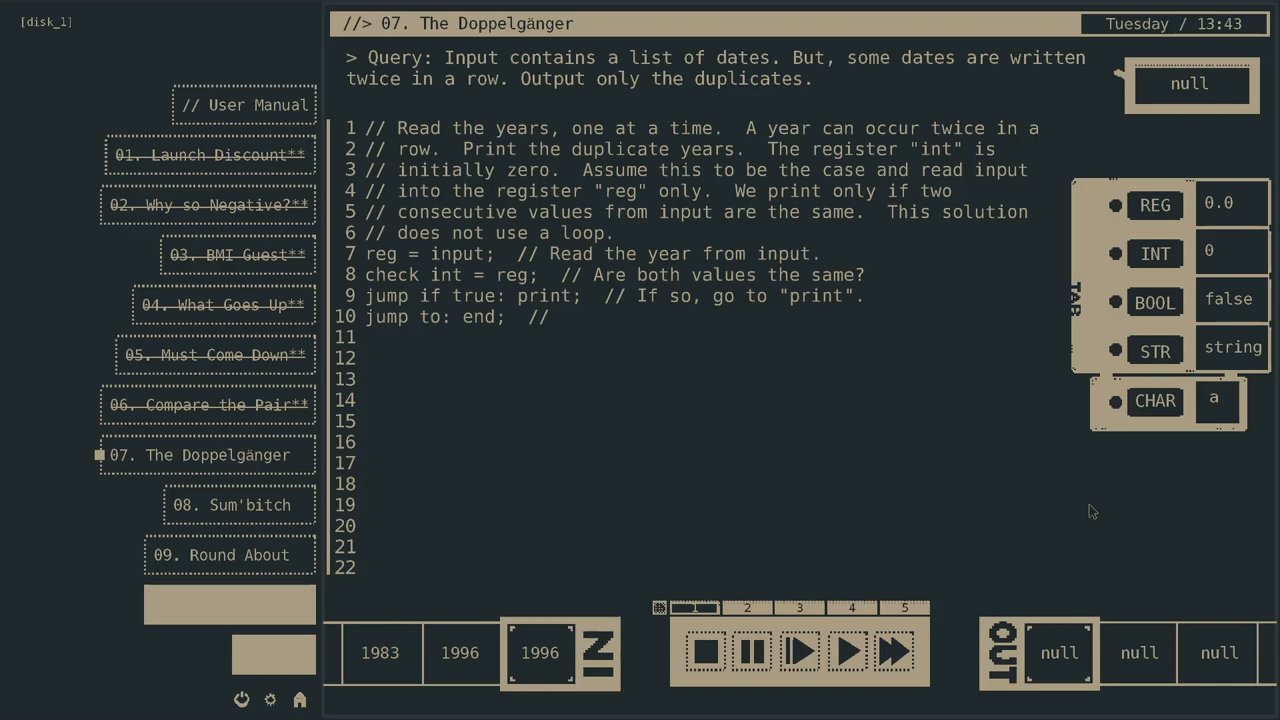 [disk_1]
//> 07. The Doppelgänger
Tuesday / 13:43
> Query: Input contains a list of dates. But, some dates are written
twice in a row. Output only the duplicates.
null
// User Manual
01. Launch Discount**
02. Why so Negative?**
03. BMI Guest**
04. What Goes Up**
05. Must Come Down**
06. Compare the Pair**
07. The Doppelgänger
08. Sum'bitch
09. Round About
1 // Read the years, one at a time.  A year can occur twice in a
2 // row.  Print the duplicate years.  The register "int" is
3 // initially zero.  Assume this to be the case and read input
4 // into the register "reg" only.  We print only if two
5 // consecutive values from input are the same.  This solution
6 // does not use a loop.
7 reg = input;  // Read the year from input.
8 check int = reg;  // Are both values the same?
9 jump if true: print;  // If so, go to "print".
10 jump to: end;  //
11
12
13
14
15
16
17
18
19
20
21
22
TAB
REG 0.0
INT 0
BOOL false
STR string
CHAR a
1 2 3 4 5
1983 1996 1996 IN
OUT null null null